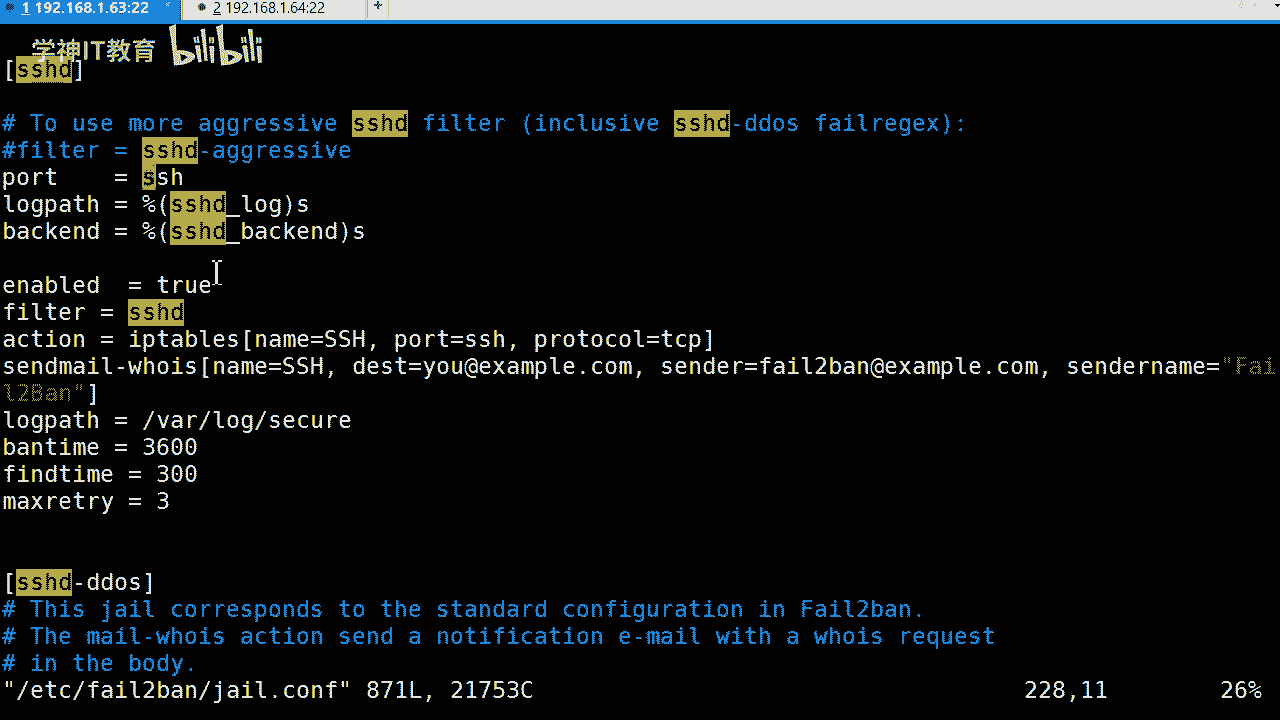 1 192.168.1.63:22 × 2 192.168.1.64:22 +
学神IT教育 bilibili
[sshd]
# To use more aggressive sshd filter (inclusive sshd-ddos failregex):
#filter = sshd-aggressive
port    = ssh
logpath = %(sshd_log)s
backend = %(sshd_backend)s
enabled  = true
filter = sshd
action = iptables[name=SSH, port=ssh, protocol=tcp]
sendmail-whois[name=SSH, dest=you@example.com, sender=fail2ban@example.com, sendername="Fai
l2Ban"]
logpath = /var/log/secure
bantime = 3600
findtime = 300
maxretry = 3
[sshd-ddos]
# This jail corresponds to the standard configuration in Fail2ban.
# The mail-whois action send a notification e-mail with a whois request
# in the body.
"/etc/fail2ban/jail.conf" 871L, 21753C 228,11 26%